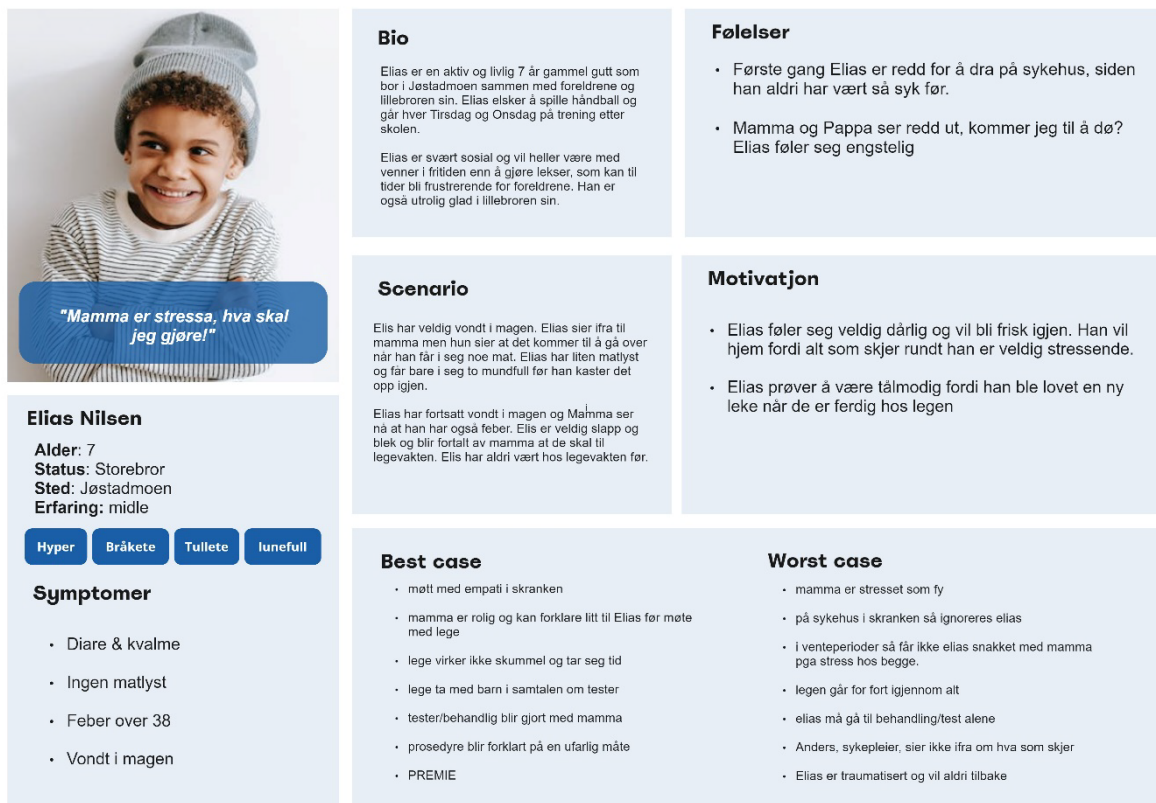 "Mamma er stressa, hva skal
jeg gjøre!"
Elias Nilsen
Alder: 7
Status: Storebror
Sted: Jøstadmoen
Erfaring: midle
Hyper
Bråkete
Tullete
lunefull
Symptomer
• Diare & kvalme
• Ingen matlyst
• Feber over 38
• Vondt i magen
Bio
Elias er en aktiv og livlig 7 år gammel gutt som
bor i Jøstadmoen sammen med foreldrene og
lillebroren sin. Elias elsker å spille håndball og
går hver Tirsdag og Onsdag på trening etter
skolen.
Elias er svært sosial og vil heller være med
venner i fritiden enn å gjøre lekser, som kan til
tider bli frustrerende for foreldrene. Han er
også utrolig glad i lillebroren sin.
Følelser
• Første gang Elias er redd for å dra på sykehus, siden
han aldri har vært så syk før.
• Mamma og Pappa ser redd ut, kommer jeg til å dø?
Elias føler seg engstelig
Scenario
Elis har veldig vondt i magen. Elias sier ifra til
mamma men hun sier at det kommer til å gå over
når han får i seg noe mat. Elias har liten matlyst
og får bare i seg to mundfull før han kaster det
opp igjen.
Elias har fortsatt vondt i magen og Mamma ser
nå at han har også feber. Elis er veldig slapp og
blek og blir fortalt av mamma at de skal til
legevakten. Elis har aldri vært hos legevakten før.
Motivatjon
• Elias føler seg veldig dårlig og vil bli frisk igjen. Han vil
hjem fordi alt som skjer rundt han er veldig stressende.
• Elias prøver å være tålmodig fordi han ble lovet en ny
leke når de er ferdig hos legen
Best case
• møtt med empati i skranken
• mamma er rolig og kan forklare litt til Elias før møte
med lege
• lege virker ikke skummel og tar seg tid
• lege ta med barn i samtalen om tester
• tester/behandlig blir gjort med mamma
• prosedyre blir forklart på en ufarlig måte
• PREMIE
Worst case
• mamma er stresset som fy
• på sykehus i skranken så ignoreres elias
• i venteperioder så får ikke elias snakket med mamma
pga stress hos begge.
• legen går for fort igjennom alt
• elias må gå til behandling/test alene
• Anders, sykepleier, sier ikke ifra om hva som skjer
• Elias er traumatisert og vil aldri tilbake